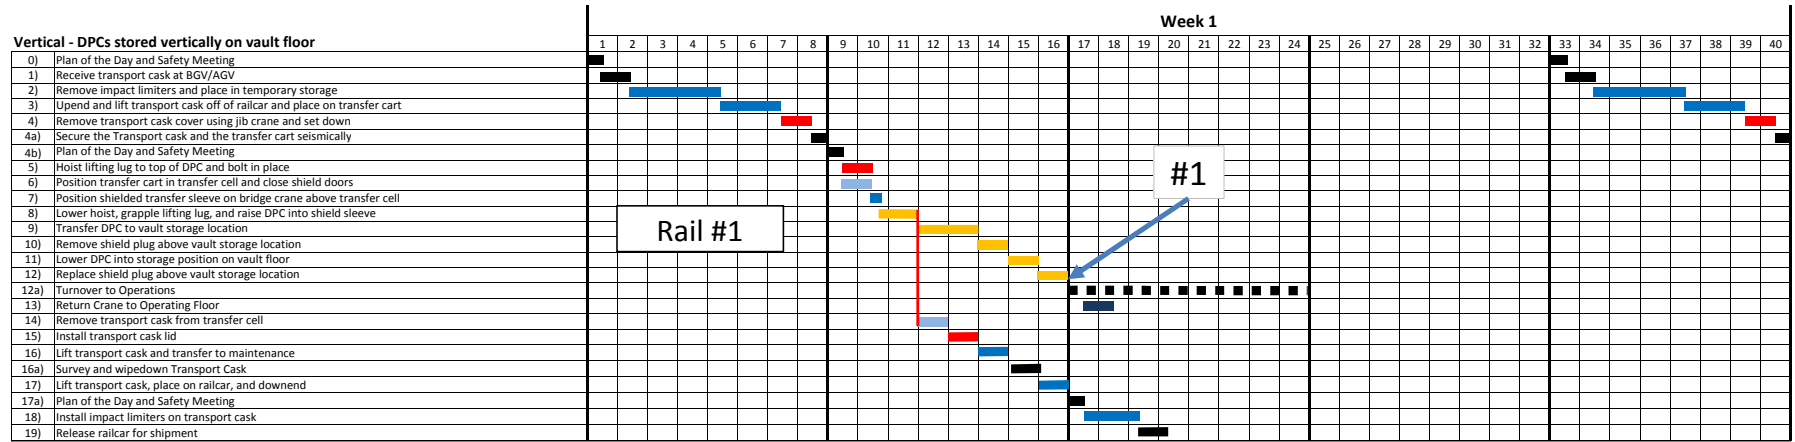 Week 1
Vertical - DPCs stored vertically on vault floor
1 2 3 4 5 6 7 8 9 10 11 12 13 14 15 16 17 18 19 20 21 22 23 24 25 26 27 28 29 30 31 32 33 34 35 36 37 38 39 40
0) Plan of the Day and Safety Meeting
1) Receive transport cask at BGV/AGV
2) Remove impact limiters and place in temporary storage
3) Upend and lift transport cask off of railcar and place on transfer cart
4) Remove transport cask cover using jib crane and set down
4a) Secure the Transport cask and the transfer cart seismically
4b) Plan of the Day and Safety Meeting
5) Hoist lifting lug to top of DPC and bolt in place
6) Position transfer cart in transfer cell and close shield doors
7) Position shielded transfer sleeve on bridge crane above transfer cell
8) Lower hoist, grapple lifting lug, and raise DPC into shield sleeve
9) Transfer DPC to vault storage location
10) Remove shield plug above vault storage location
11) Lower DPC into storage position on vault floor
12) Replace shield plug above vault storage location
12a) Turnover to Operations
13) Return Crane to Operating Floor
14) Remove transport cask from transfer cell
15) Install transport cask lid
16) Lift transport cask and transfer to maintenance
16a) Survey and wipedown Transport Cask
17) Lift transport cask, place on railcar, and downend
17a) Plan of the Day and Safety Meeting
18) Install impact limiters on transport cask
19) Release railcar for shipment
Rail #1
#1